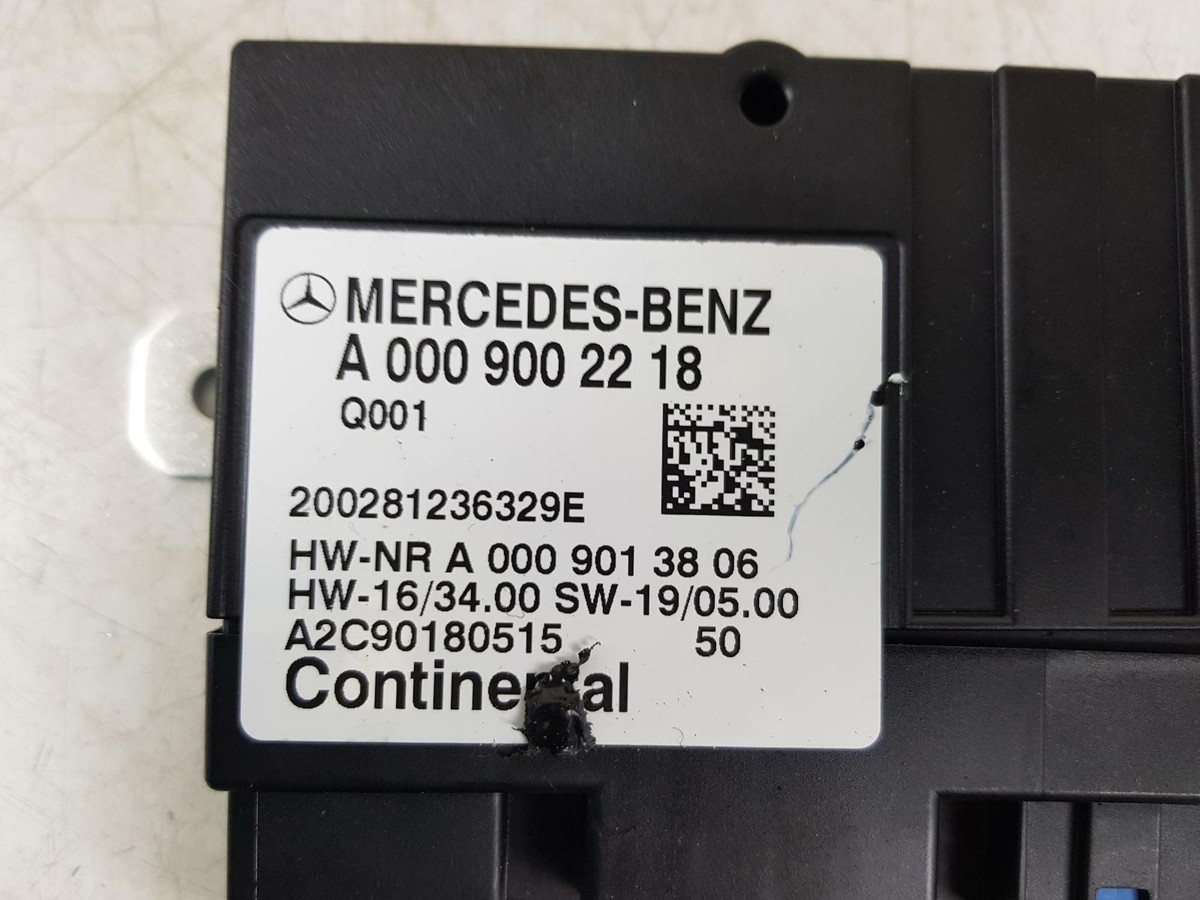 MERCEDES-BENZ
A 000 900 22 18
Q001
200281236329E
HW-NR A 000 901 38 06
HW-16/34.00 SW-19/05.00
A2C90180515 50
Continental